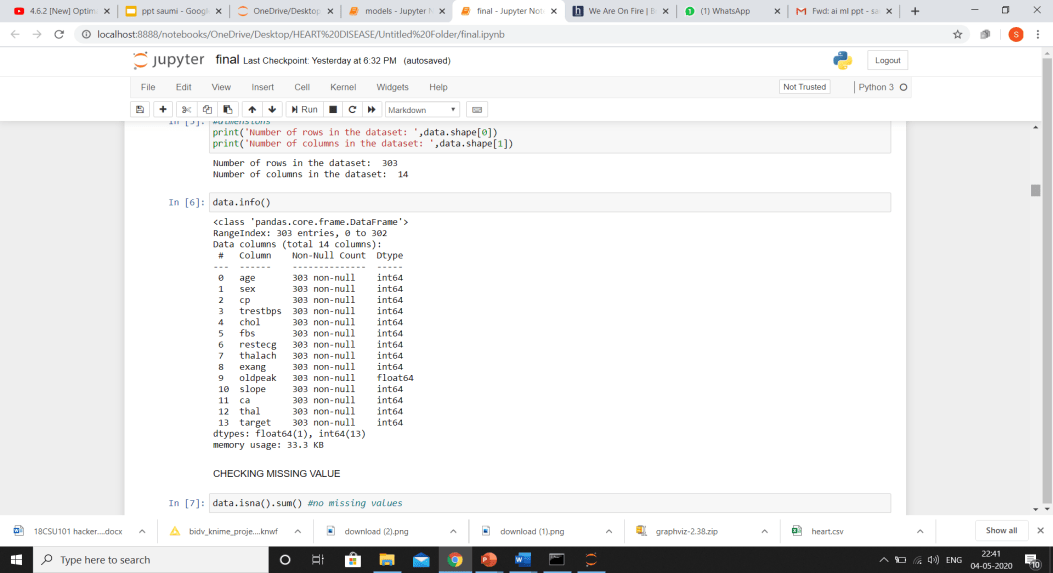 4.6.2 [New] Optim
ppt saumi - Googl
OneDrive/Desktop
models - Jupyter N
final - Jupyter Note
We Are On Fire | B
(1) WhatsApp
Fwd: ai ml ppt - sa
localhost:8888/notebooks/OneDrive/Desktop/HEART%20DISEASE/Untitled%20Folder/final.ipynb
S
jupyter final Last Checkpoint: Yesterday at 6:32 PM (autosaved)
Logout
File Edit View Insert Cell Kernel Widgets Help
Not Trusted
Python 3
Run
Markdown
In [5]: #dimensions
print('Number of rows in the dataset: ',data.shape[0])
print('Number of columns in the dataset: ',data.shape[1])
Number of rows in the dataset:  303
Number of columns in the dataset:  14
In [6]: data.info()
<class 'pandas.core.frame.DataFrame'>
RangeIndex: 303 entries, 0 to 302
Data columns (total 14 columns):
 #   Column    Non-Null Count  Dtype
---  ------    --------------  -----
 0   age       303 non-null    int64
 1   sex       303 non-null    int64
 2   cp        303 non-null    int64
 3   trestbps  303 non-null    int64
 4   chol      303 non-null    int64
 5   fbs       303 non-null    int64
 6   restecg   303 non-null    int64
 7   thalach   303 non-null    int64
 8   exang     303 non-null    int64
 9   oldpeak   303 non-null    float64
 10  slope     303 non-null    int64
 11  ca        303 non-null    int64
 12  thal      303 non-null    int64
 13  target    303 non-null    int64
dtypes: float64(1), int64(13)
memory usage: 33.3 KB
CHECKING MISSING VALUE
In [7]: data.isna().sum() #no missing values
18CSU101 hacker....docx
bidv_knime_proje....knwf
download (2).png
download (1).png
graphviz-2.38.zip
heart.csv
Show all
Type here to search
ENG
22:41
04-05-2020
10